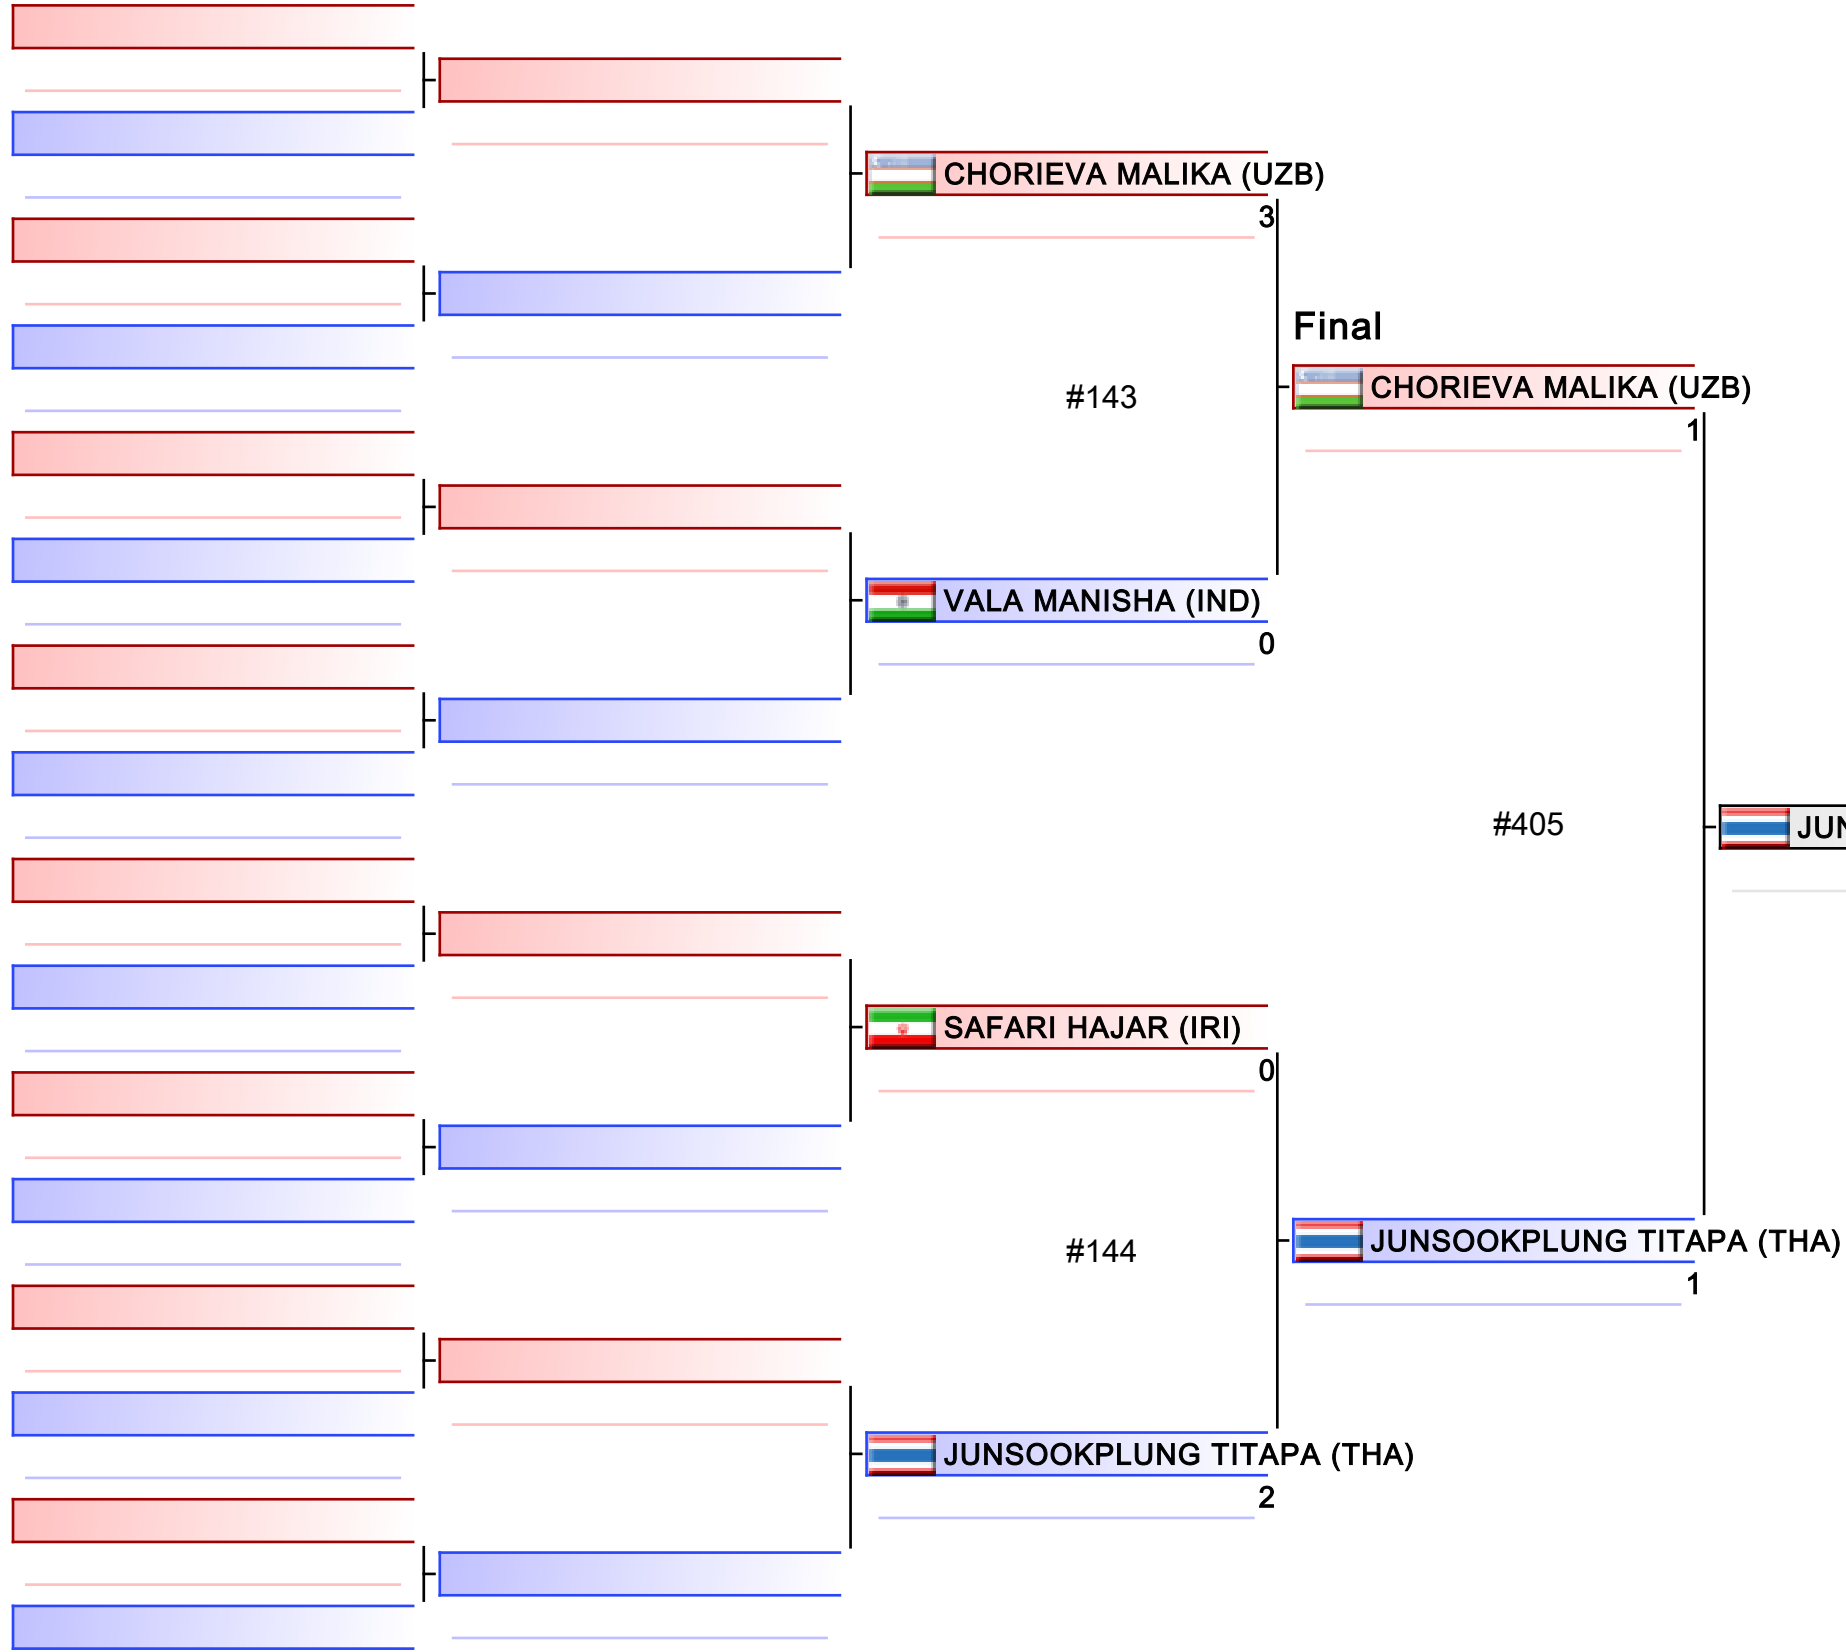 CHORIEVA MALIKA (UZB)
3
Final
CHORIEVA MALIKA (UZB)
1
#143
VALA MANISHA (IND)
0
#405
JUN
SAFARI HAJAR (IRI)
0
#144
JUNSOOKPLUNG TITAPA (THA)
1
JUNSOOKPLUNG TITAPA (THA)
2